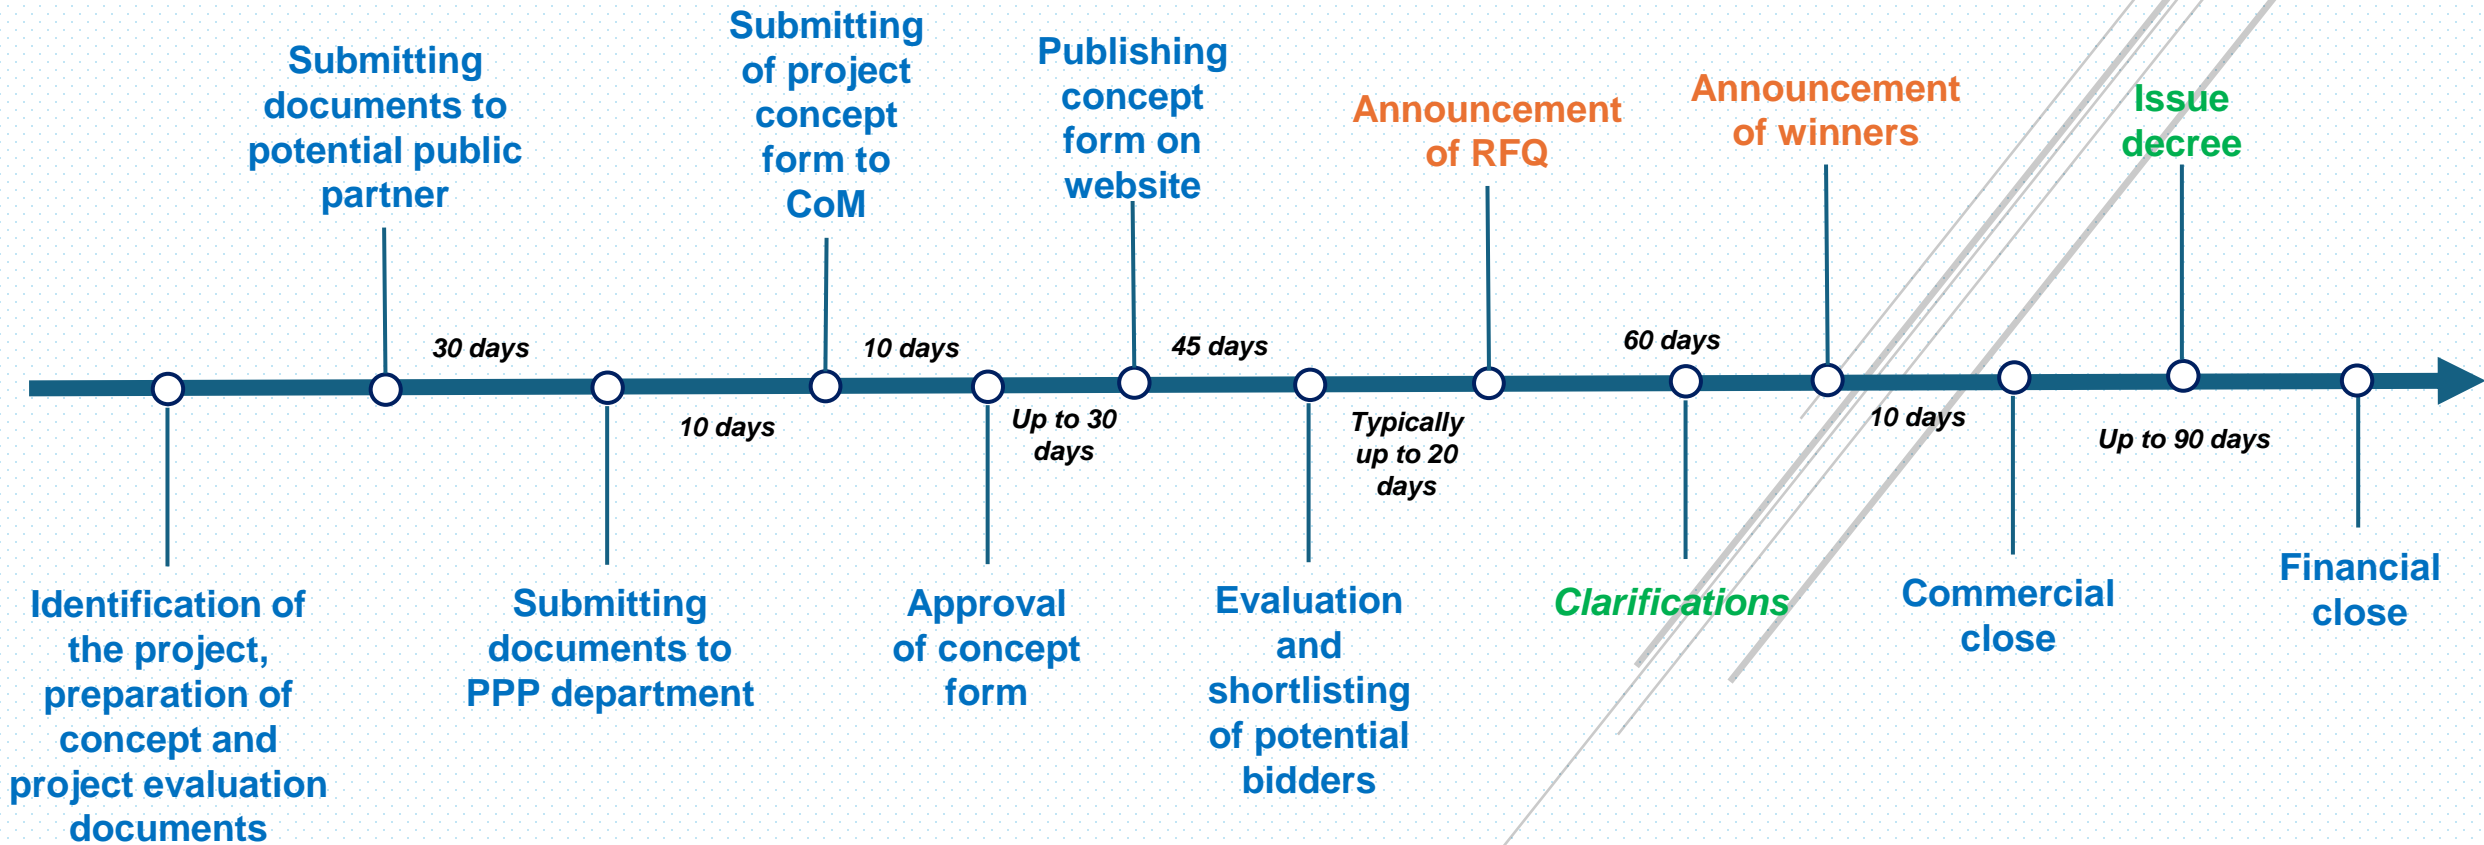 Submitting
documents to
potential public
partner
Submitting
of project
concept
form to
CoM
Publishing
concept
form on
website
Announcement
of RFQ
Announcement
of winners
Issue
decree
30 days
10 days
10 days
Up to 30
days
45 days
Typically
up to 20
days
60 days
10 days
Up to 90 days
Identification of
the project,
preparation of
concept and
project evaluation
documents
Submitting
documents to
PPP department
Approval
of concept
form
Evaluation
and
shortlisting
of potential
bidders
Clarifications
Commercial
close
Financial
close